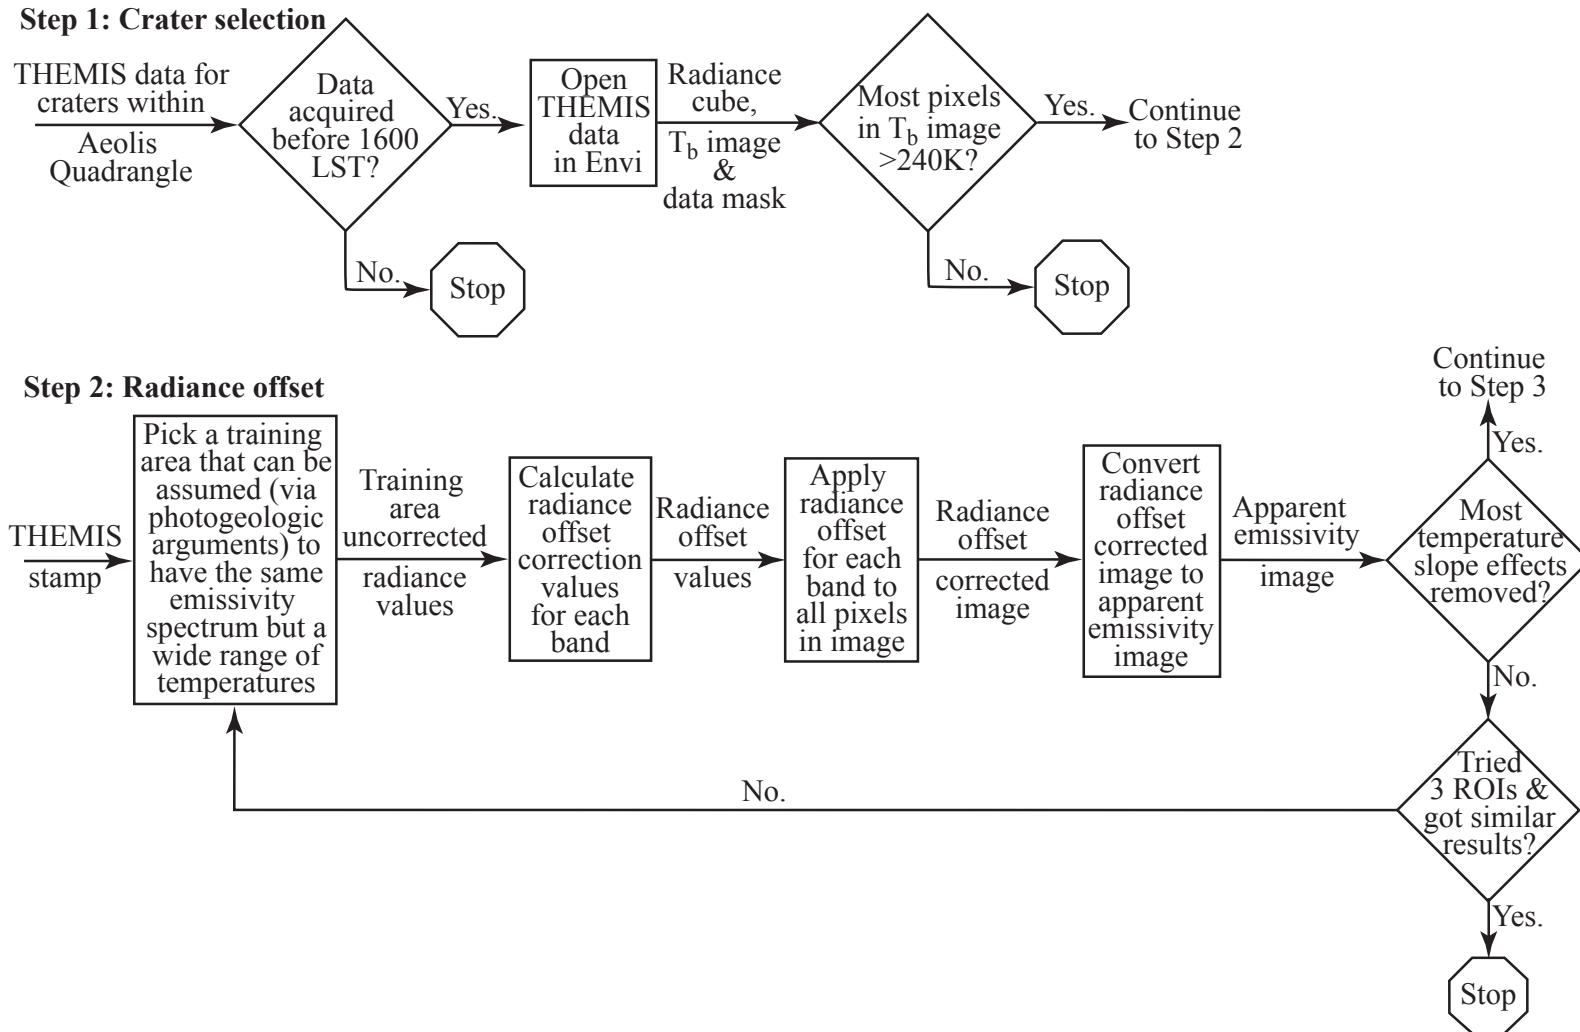 Step 1: Crater selection
THEMIS data for
craters within
Aeolis
Quadrangle
Data
acquired
before 1600
LST?
Yes.
No.
Stop
Open
THEMIS
data
in Envi
Radiance
cube,
T_b image
&
data mask
Most pixels
in T_b image
>240K?
Yes.
Continue
to Step 2
No.
Stop
Step 2: Radiance offset
THEMIS
stamp
Pick a training
area that can be
assumed (via
photogeologic
arguments) to
have the same
emissivity
spectrum but a
wide range of
temperatures
Training
area
uncorrected
radiance
values
Calculate
radiance
offset
correction
values
for each
band
Radiance
offset
values
Apply
radiance
offset
for each
band to
all pixels
in image
Radiance
offset
corrected
image
Convert
radiance
offset
corrected
image to
apparent
emissivity
image
Apparent
emissivity
image
Most
temperature
slope effects
removed?
Yes.
Continue
to Step 3
No.
Tried
3 ROIs &
got similar
results?
No.
Yes.
Stop